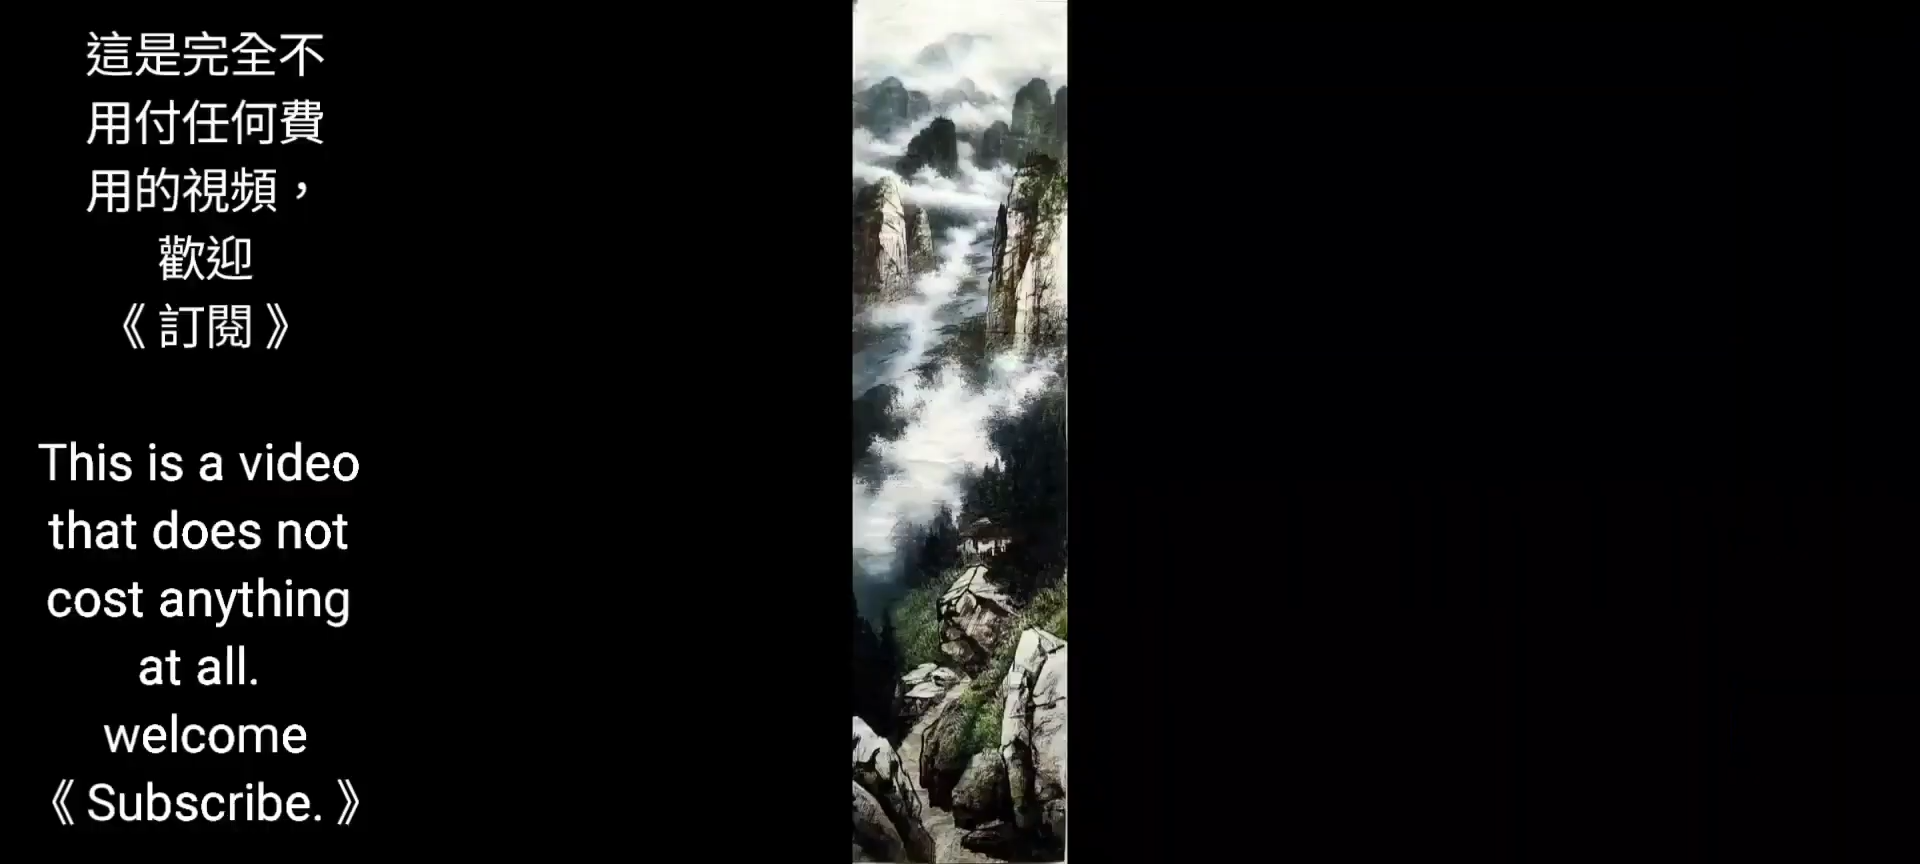 這是完全不
用付任何費
用的視頻，
歡迎
《 訂閱 》
This is a video
that does not
cost anything
at all.
welcome
《 Subscribe. 》